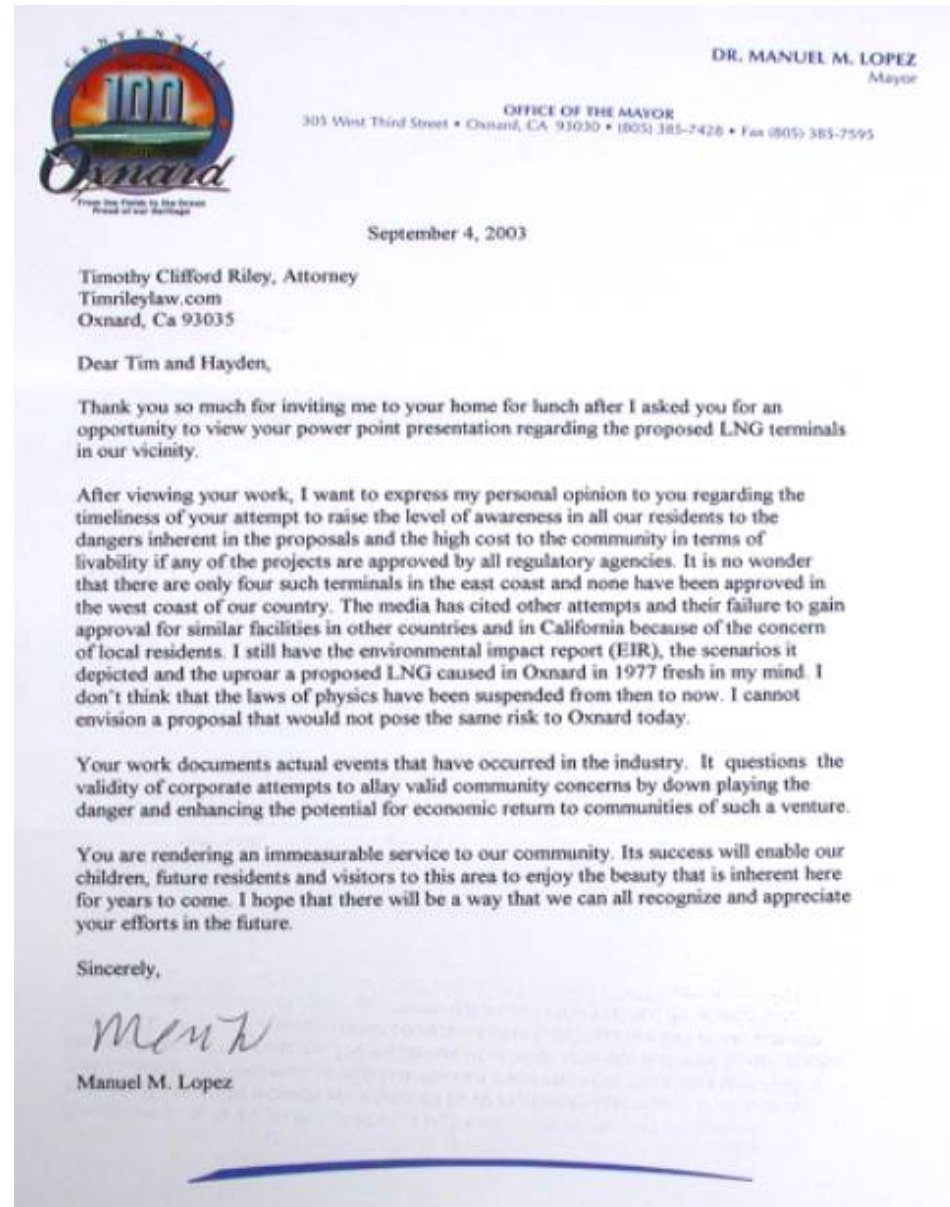 CENTENNIAL
100
Oxnard
From the Fields to the Ocean
Proud of our Heritage
DR. MANUEL M. LOPEZ
Mayor
OFFICE OF THE MAYOR
305 West Third Street • Oxnard, CA 93030 • (805) 385-7428 • Fax (805) 385-7595
September 4, 2003
Timothy Clifford Riley, Attorney
Timrileylaw.com
Oxnard, Ca 93035
Dear Tim and Hayden,
Thank you so much for inviting me to your home for lunch after I asked you for an
opportunity to view your power point presentation regarding the proposed LNG terminals
in our vicinity.
After viewing your work, I want to express my personal opinion to you regarding the
timeliness of your attempt to raise the level of awareness in all our residents to the
dangers inherent in the proposals and the high cost to the community in terms of
livability if any of the projects are approved by all regulatory agencies. It is no wonder
that there are only four such terminals in the east coast and none have been approved in
the west coast of our country. The media has cited other attempts and their failure to gain
approval for similar facilities in other countries and in California because of the concern
of local residents. I still have the environmental impact report (EIR), the scenarios it
depicted and the uproar a proposed LNG caused in Oxnard in 1977 fresh in my mind. I
don't think that the laws of physics have been suspended from then to now. I cannot
envision a proposal that would not pose the same risk to Oxnard today.
Your work documents actual events that have occurred in the industry. It questions the
validity of corporate attempts to allay valid community concerns by down playing the
danger and enhancing the potential for economic return to communities of such a venture.
You are rendering an immeasurable service to our community. Its success will enable our
children, future residents and visitors to this area to enjoy the beauty that is inherent here
for years to come. I hope that there will be a way that we can all recognize and appreciate
your efforts in the future.
Sincerely,
Manuel M. Lopez